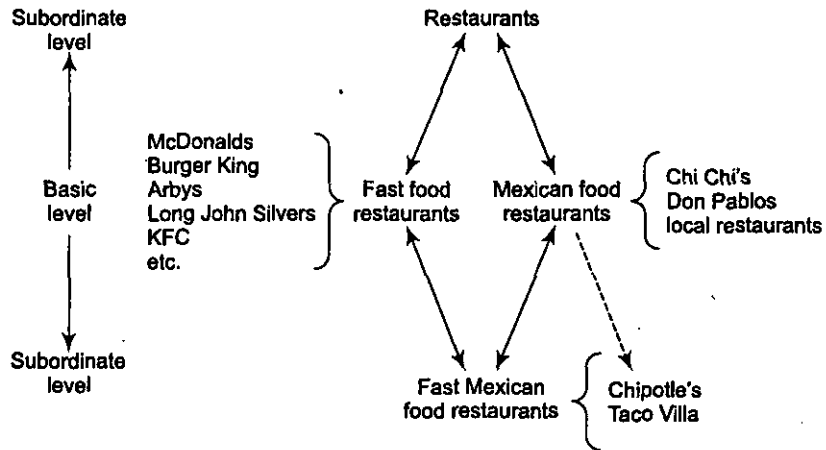 Subordinate
level
Restaurants
McDonalds
Burger King
Arbys
Long John Silvers
KFC
etc.
Basic
level
Fast food
restaurants
Mexican food
restaurants
Chi Chi's
Don Pablos
local restaurants
Subordinate
level
Fast Mexican
food restaurants
Chipotle's
Taco Villa